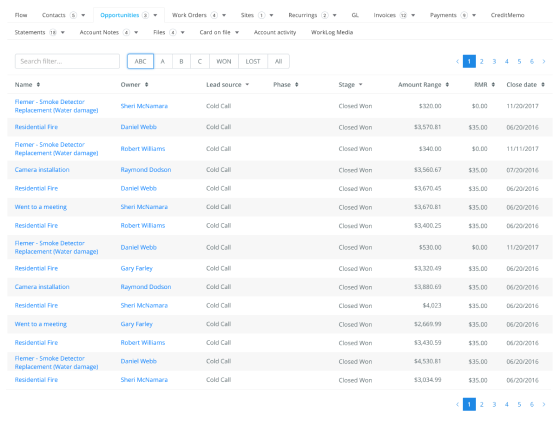 Flow Contacts 5 Opportunities 3 Work Orders 4 Sites 1 Recurrings 2 GL Invoices 12 Payments 9 CreditMemo
Statements 19 Account Notes 4 Files 4 Card on file Account activity WorkLog Media
Search filter... ABC A B C WON LOST All < 1 2 3 4 5 6 >
Name Owner Lead source Phase Stage Amount Range RMR Close date
Flemer - Smoke Detector
Replacement (Water damage) Sheri McNamara Cold Call Closed Won $320.00 $0.00 11/20/2017
Residential Fire Daniel Webb Cold Call Closed Won $3,570.81 $35.00 06/20/2016
Flemer - Smoke Detector
Replacement (Water damage) Robert Williams Cold Call Closed Won $340.00 $0.00 11/11/2017
Camera installation Raymond Dodson Cold Call Closed Won $3,560.67 $35.00 07/20/2016
Residential Fire Daniel Webb Cold Call Closed Won $3,670.45 $35.00 06/20/2016
Went to a meeting Sheri McNamara Cold Call Closed Won $3,670.81 $35.00 06/20/2016
Residential Fire Robert Williams Cold Call Closed Won $3,400.25 $35.00 06/20/2016
Flemer - Smoke Detector
Replacement (Water damage) Daniel Webb Cold Call Closed Won $530.00 $0.00 11/20/2017
Residential Fire Gary Farley Cold Call Closed Won $3,320.49 $35.00 06/20/2016
Camera installation Raymond Dodson Cold Call Closed Won $3,880.69 $35.00 06/20/2016
Residential Fire Sheri McNamara Cold Call Closed Won $4,023 $35.00 06/20/2016
Went to a meeting Gary Farley Cold Call Closed Won $2,669.99 $35.00 06/20/2016
Residential Fire Robert Williams Cold Call Closed Won $3,430.59 $35.00 06/20/2016
Flemer - Smoke Detector
Replacement (Water damage) Daniel Webb Cold Call Closed Won $4,530.81 $35.00 06/20/2016
Residential Fire Sheri McNamara Cold Call Closed Won $3,034.99 $35.00 06/20/2016
< 1 2 3 4 5 6 >